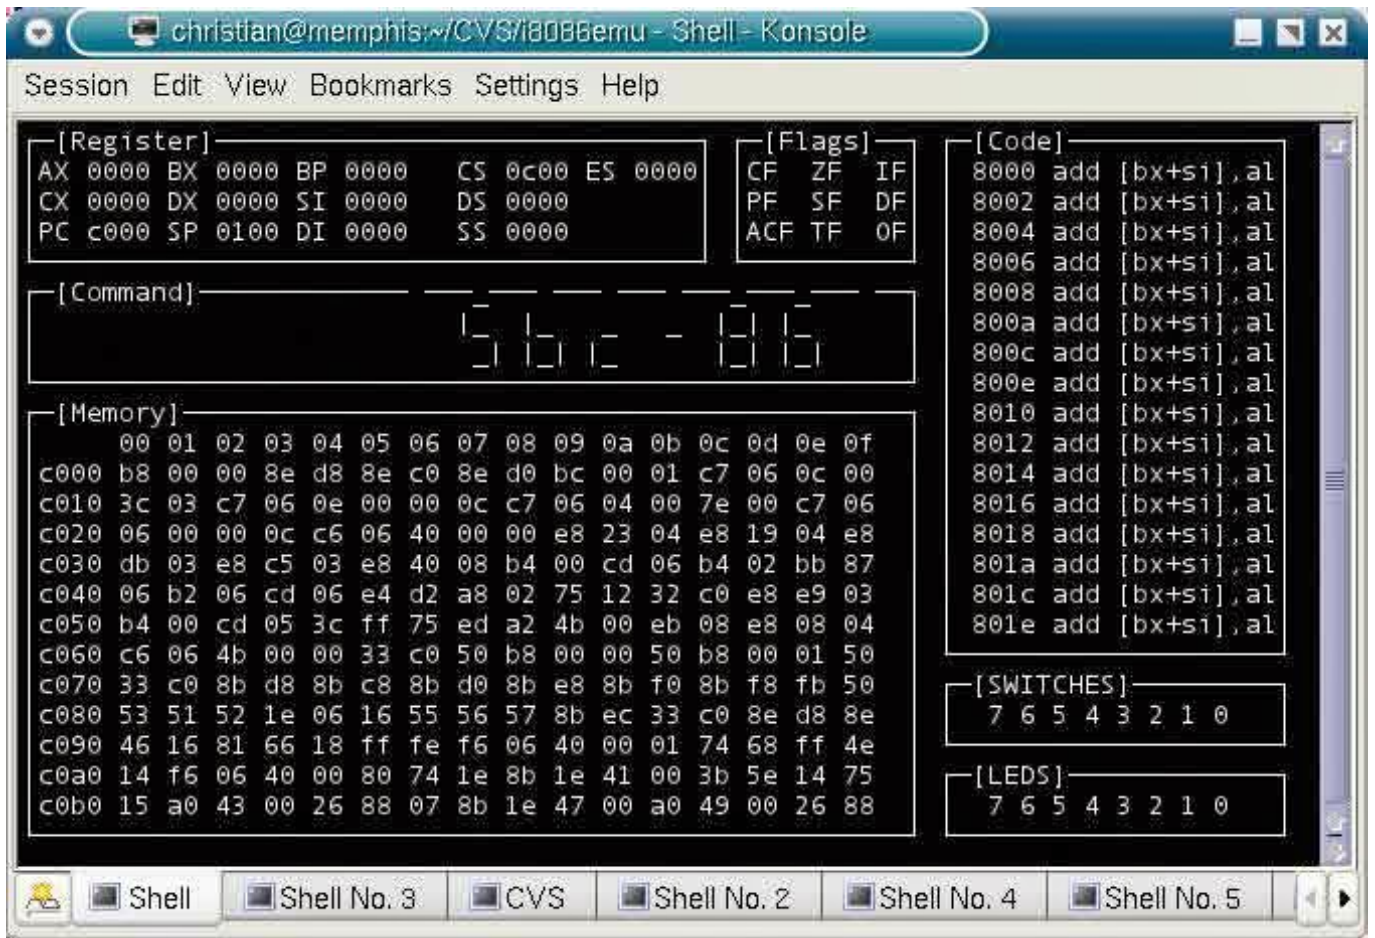 christian@memphis:~/CVS/i8086emu - Shell - Konsole
Session Edit View Bookmarks Settings Help
[Register]
AX 0000 BX 0000 BP 0000 CS 0c00 ES 0000
CX 0000 DX 0000 SI 0000 DS 0000
PC c000 SP 0100 DI 0000 SS 0000
[Flags]
CF ZF IF
PF SF DF
ACF TF OF
[Command]
Sbc-86
[Memory]
00 01 02 03 04 05 06 07 08 09 0a 0b 0c 0d 0e 0f
c000 b8 00 00 8e d8 8e c0 8e d0 bc 00 01 c7 06 0c 00
c010 3c 03 c7 06 0e 00 00 0c c7 06 04 00 7e 00 c7 06
c020 06 00 00 0c c6 06 40 00 00 e8 23 04 e8 19 04 e8
c030 db 03 e8 c5 03 e8 40 08 b4 00 cd 06 b4 02 bb 87
c040 06 b2 06 cd 06 e4 d2 a8 02 75 12 32 c0 e8 e9 03
c050 b4 00 cd 05 3c ff 75 ed a2 4b 00 eb 08 e8 08 04
c060 c6 06 4b 00 00 33 c0 50 b8 00 00 50 b8 00 01 50
c070 33 c0 8b d8 8b c8 8b d0 8b e8 8b f0 8b f8 fb 50
c080 53 51 52 1e 06 16 55 56 57 8b ec 33 c0 8e d8 8e
c090 46 16 81 66 18 ff fe f6 06 40 00 01 74 68 ff 4e
c0a0 14 f6 06 40 00 80 74 1e 8b 1e 41 00 3b 5e 14 75
c0b0 15 a0 43 00 26 88 07 8b 1e 47 00 a0 49 00 26 88
[Code]
8000 add [bx+si],al
8002 add [bx+si],al
8004 add [bx+si],al
8006 add [bx+si],al
8008 add [bx+si],al
800a add [bx+si],al
800c add [bx+si],al
800e add [bx+si],al
8010 add [bx+si],al
8012 add [bx+si],al
8014 add [bx+si],al
8016 add [bx+si],al
8018 add [bx+si],al
801a add [bx+si],al
801c add [bx+si],al
801e add [bx+si],al
[SWITCHES]
7 6 5 4 3 2 1 0
[LEDS]
7 6 5 4 3 2 1 0
Shell Shell No. 3 CVS Shell No. 2 Shell No. 4 Shell No. 5